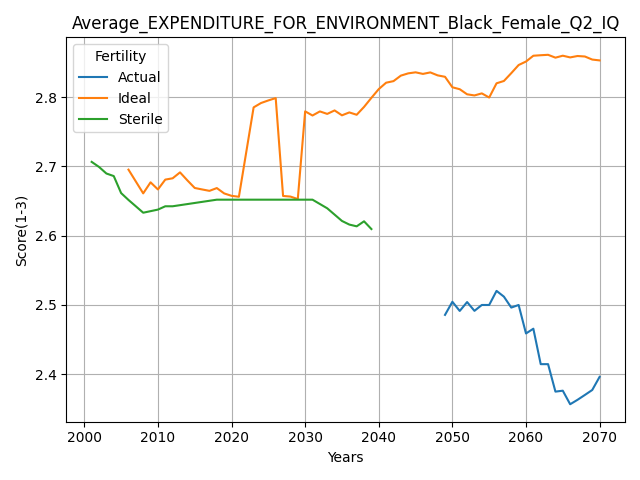 Average_EXPENDITURE_FOR_ENVIRONMENT_Black_Female_Q2_IQ
Fertility
Actual
Ideal
Sterile
Score(1-3)
2.8
2.7
2.6
2.5
2.4
2000 2010 2020 2030 2040 2050 2060 2070
Years